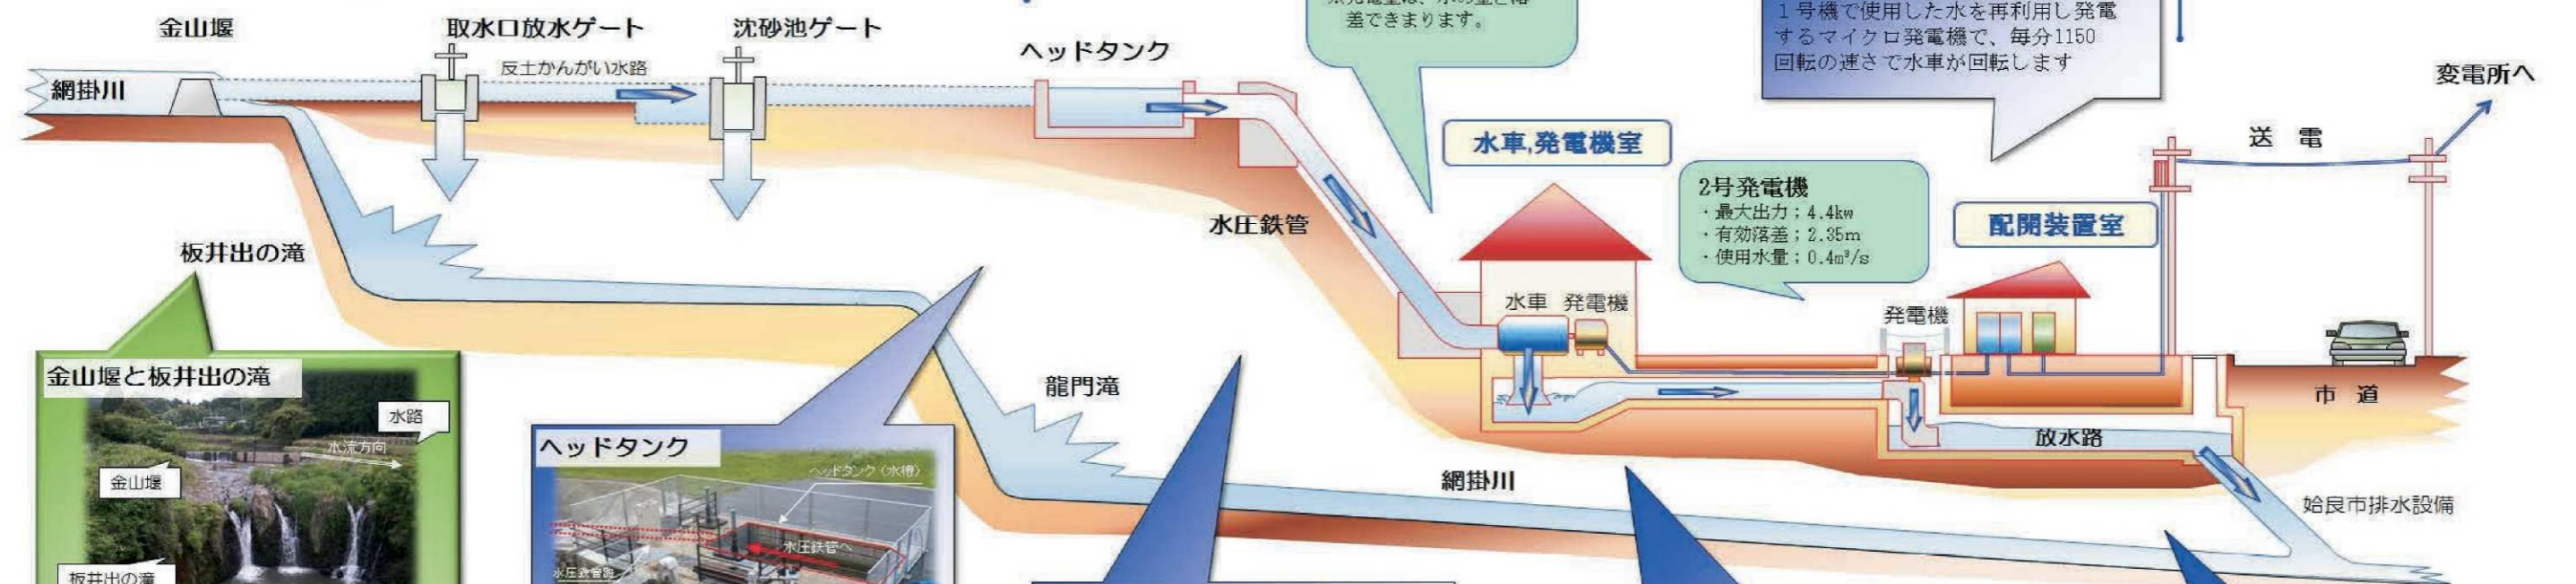 差できまります。
１号機で使用した水を再利用し発電
するマイクロ発電機で、毎分1150
回転の速さで水車が回転します
金山堰
取水口放水ゲート
沈砂池ゲート
ヘッドタンク
変電所へ
網掛川
反土かんがい水路
水車,発電機室
送　電
2号発電機
・最大出力；4.4kw
・有効落差；2.35m
・使用水量；0.4m³/s
配開装置室
水圧鉄管
板井出の滝
水車
発電機
発電機
金山堰と板井出の滝
水路
水流方向
金山堰
板井出の滝
龍門滝
市　道
ヘッドタンク
ヘッドタンク（水槽）
水圧鉄管へ
水圧鉄管路
放水路
網掛川
姶良市排水設備